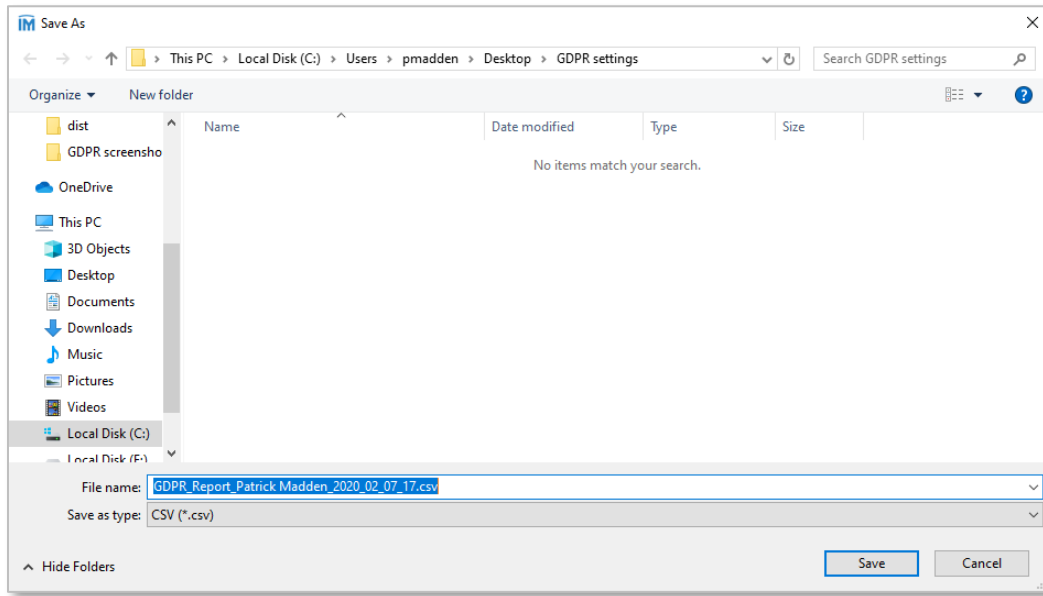 IM Save As
This PC > Local Disk (C:) > Users > pmadden > Desktop > GDPR settings
Search GDPR settings
Organize New folder
Name Date modified Type Size
No items match your search.
dist
GDPR screensho
OneDrive
This PC
3D Objects
Desktop
Documents
Downloads
Music
Pictures
Videos
Local Disk (C:)
Local Disk (F:)
File name: GDPR_Report_Patrick Madden_2020_02_07_17.csv
Save as type: CSV (*.csv)
Hide Folders Save Cancel